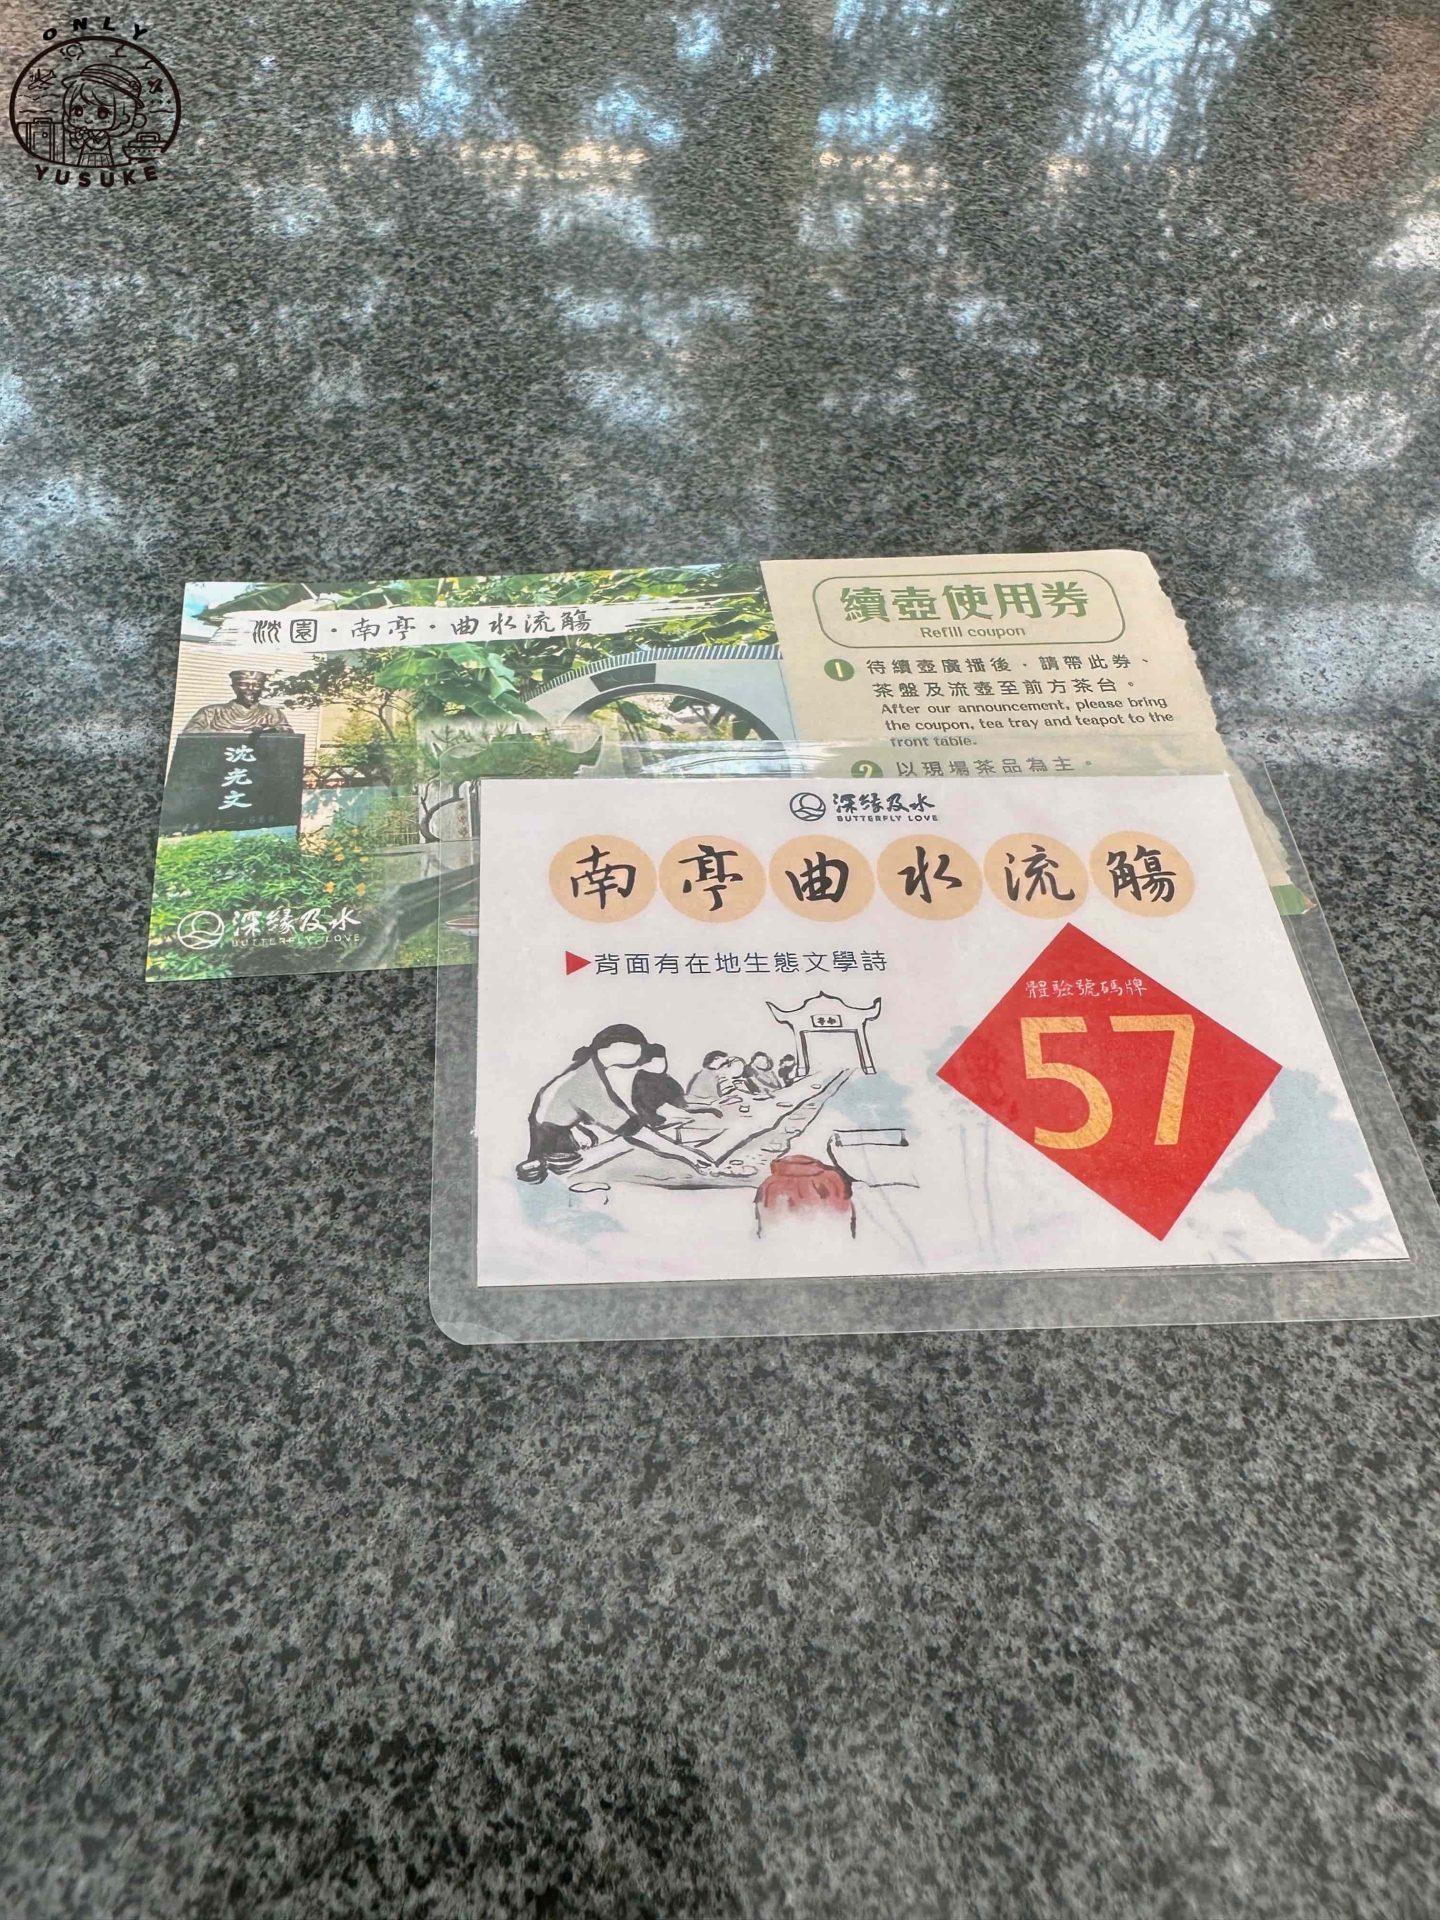 ONLY
YUSUKE
沈園·南亭·曲水流觴
沈光文
深緣及水
BUTTERFLY LOVE
續壺使用券
Refill coupon
1 待續壺廣播後，請帶此券、
茶盤及流壺至前方茶台。
After our announcement, please bring
the coupon, tea tray and teapot to the
front table.
2 以現場茶品為主。
深緣及水
BUTTERFLY LOVE
南亭曲水流觴
▶背面有在地生態文學詩
南亭
體驗號碼牌
57